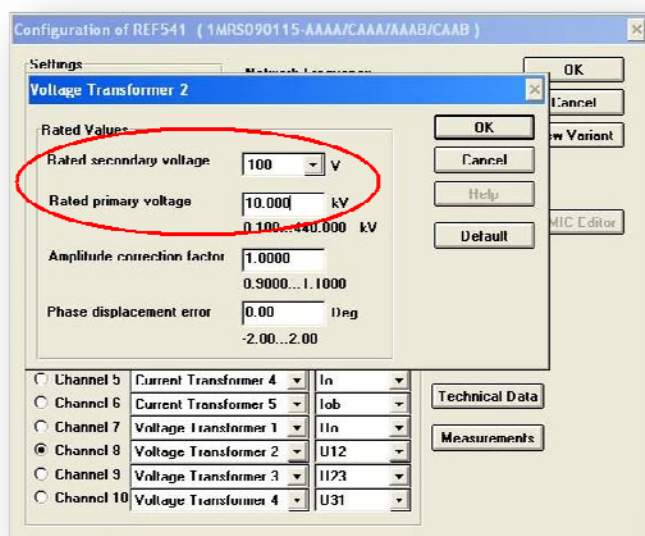 Configuration of REF541 ( 1MRS090115-AAAA/CAAA/AAAB/CAAB )
Settings
OK
Cancel
Voltage Transformer 2
Rated Values
OK
Rated secondary voltage 100 V
Cancel
Rated primary voltage 10.000 kV
Help
0.100...440.000 kV
MIC Editor
Default
Amplitude correction factor 1.0000
0.9000...1.1000
Phase displacement error 0.00 Deg
-2.00...2.00
Channel 5 Current Transformer 4 Io
Channel 6 Current Transformer 5 Iob
Technical Data
Channel 7 Voltage Transformer 1 Uo
Channel 8 Voltage Transformer 2 U12
Measurements
Channel 9 Voltage Transformer 3 U23
Channel 10 Voltage Transformer 4 U31